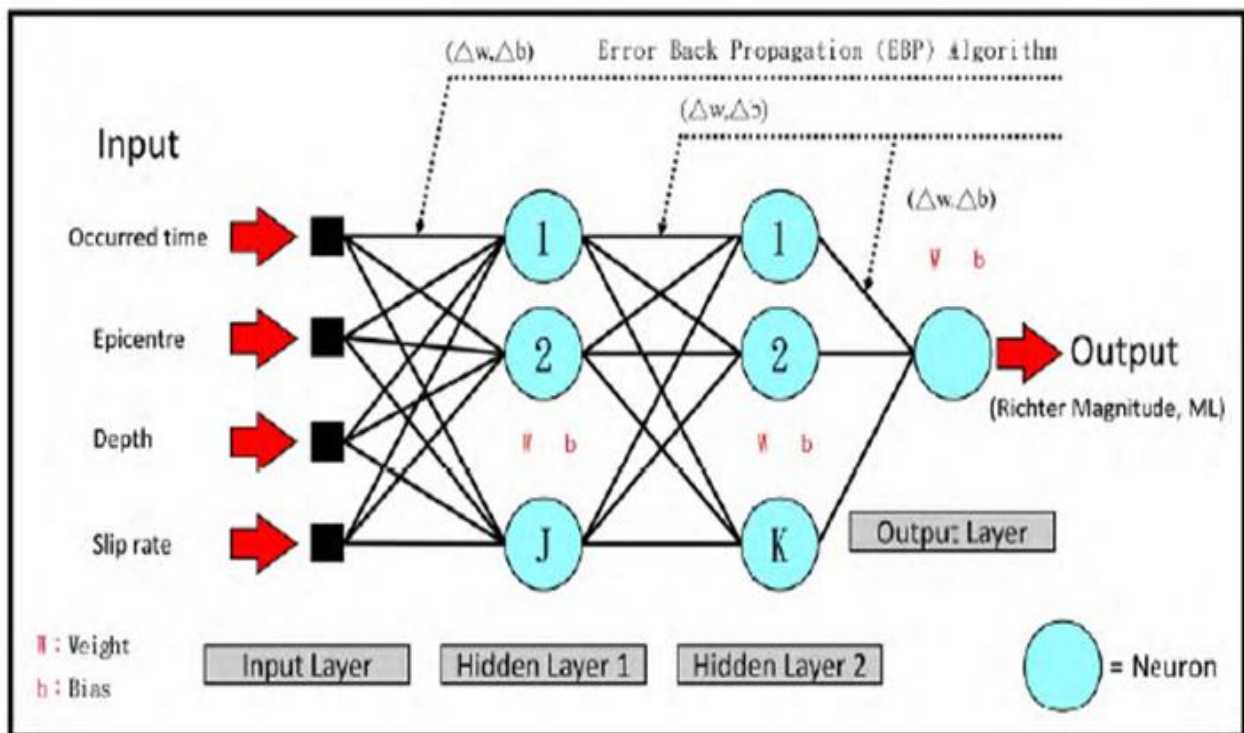 (△w,△b)
Error Back Propagation (EBP) Algorithm
(△w,△b)
Input
(△w,△b)
Occurred time
1
1
W b
Epicentre
2
2
Output
(Richter Magnitude, ML)
Depth
W b
W b
Slip rate
J
K
Output Layer
W : Weight
b : Bias
Input Layer
Hidden Layer 1
Hidden Layer 2
= Neuron